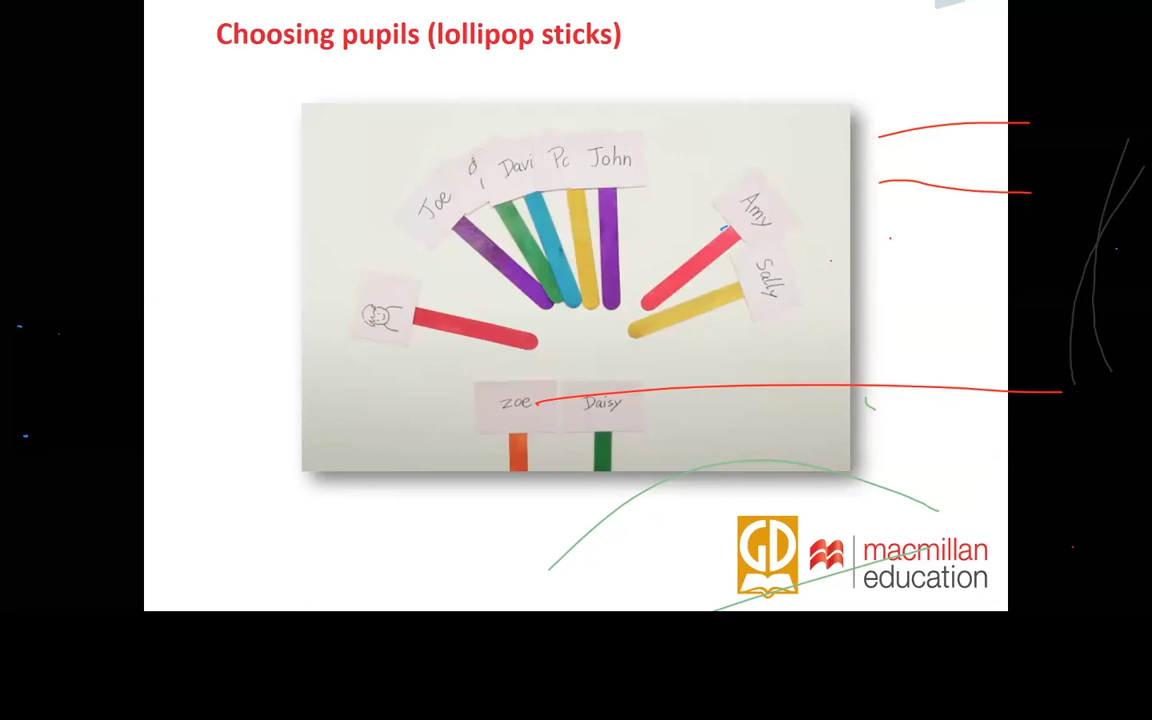 Choosing pupils (lollipop sticks)
Joe
Davi
Pc
John
Amy
Sally
Zoe
Daisy
GD
macmillan
education